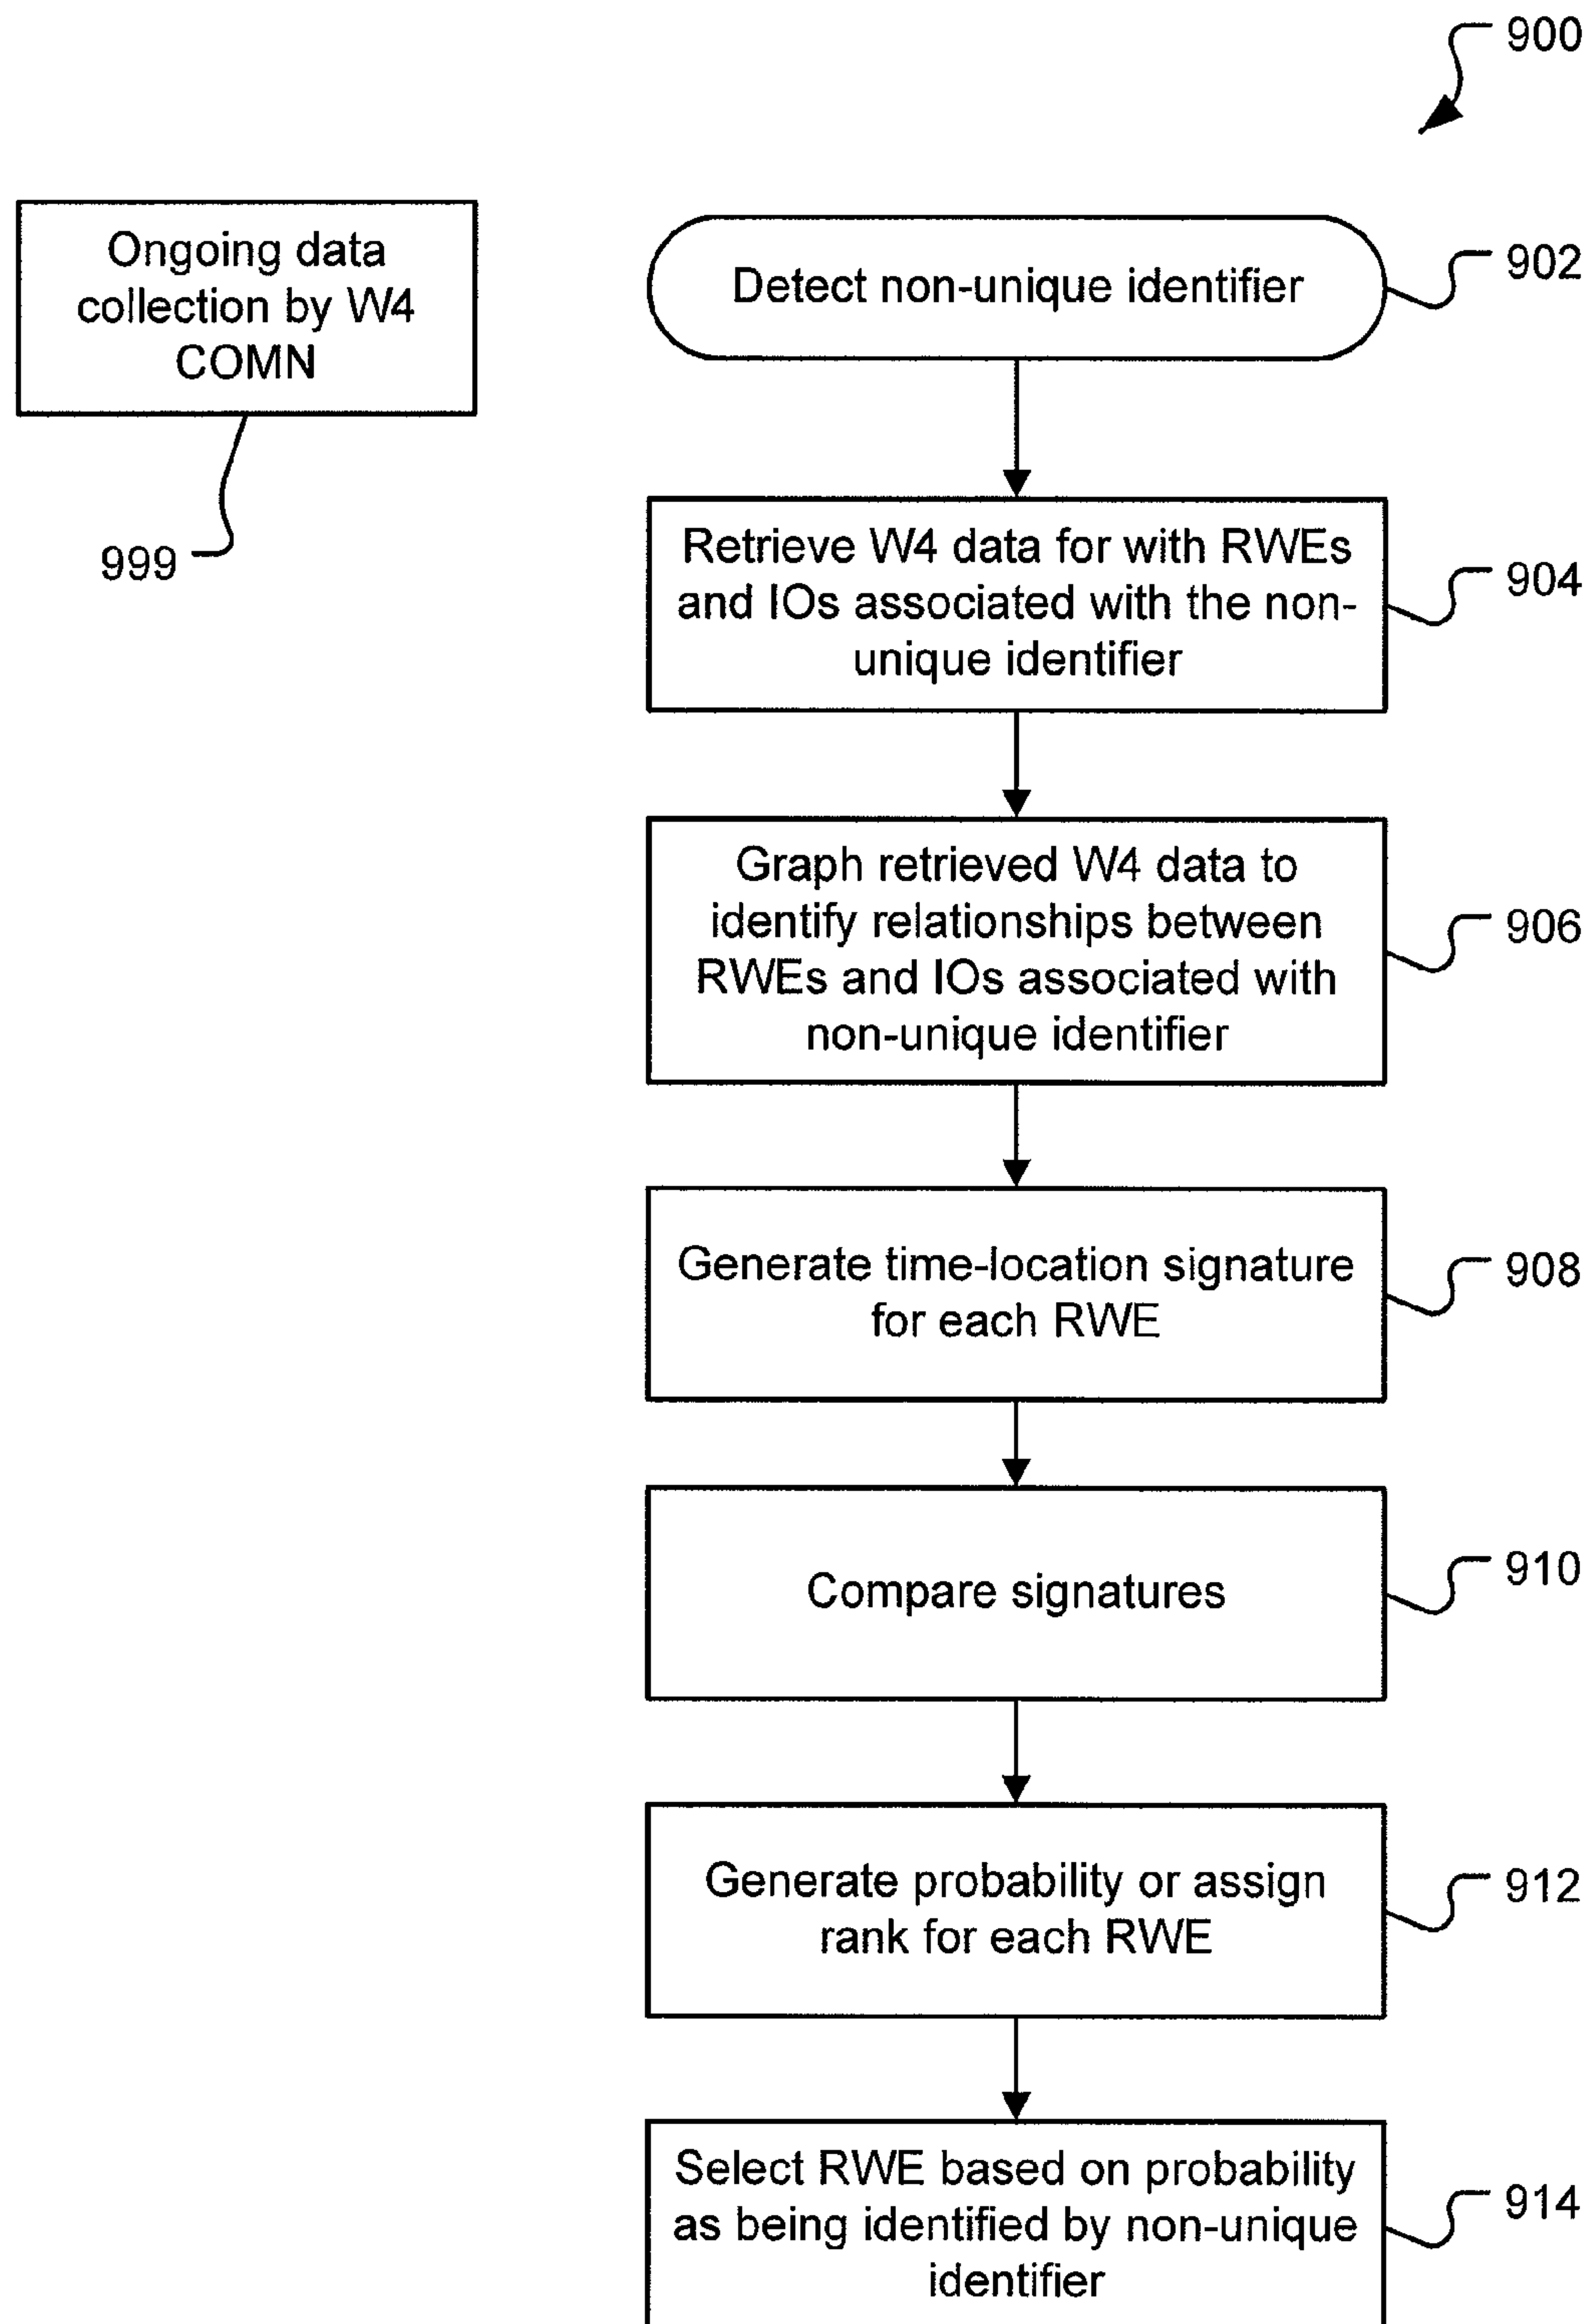 900
Ongoing data
collection by W4
COMN
999
Detect non-unique identifier
902
Retrieve W4 data for with RWEs
and IOs associated with the non-
unique identifier
904
Graph retrieved W4 data to
identify relationships between
RWEs and IOs associated with
non-unique identifier
906
Generate time-location signature
for each RWE
908
Compare signatures
910
Generate probability or assign
rank for each RWE
912
Select RWE based on probability
as being identified by non-unique
identifier
914